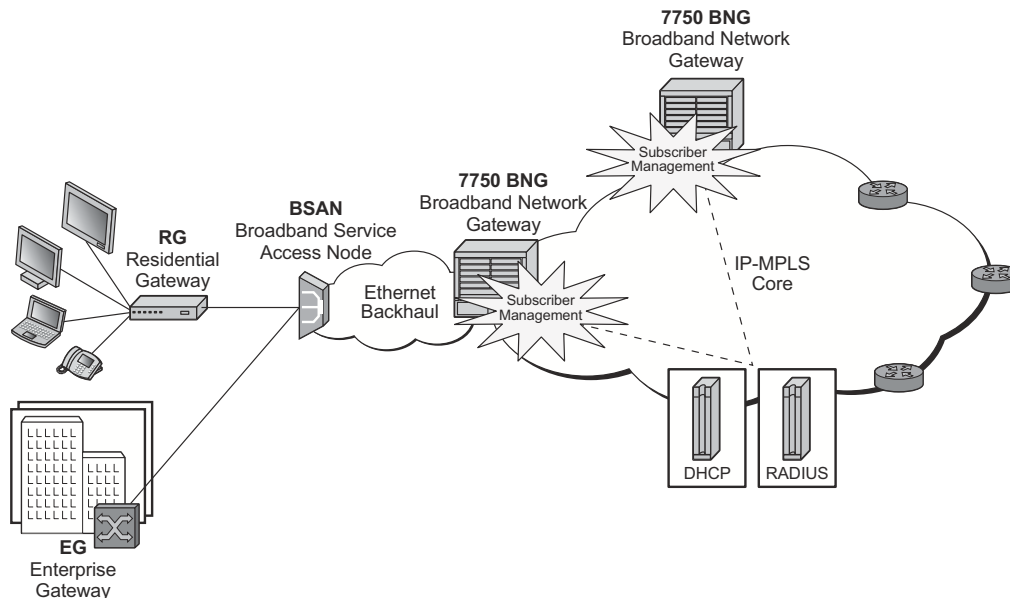 7750 BNG
Broadband Network
Gateway
Subscriber
Management
7750 BNG
Broadband Network
Gateway
BSAN
Broadband Service
Access Node
RG
Residential
Gateway
IP-MPLS
Core
Ethernet
Backhaul
Subscriber
Management
DHCP
RADIUS
EG
Enterprise
Gateway